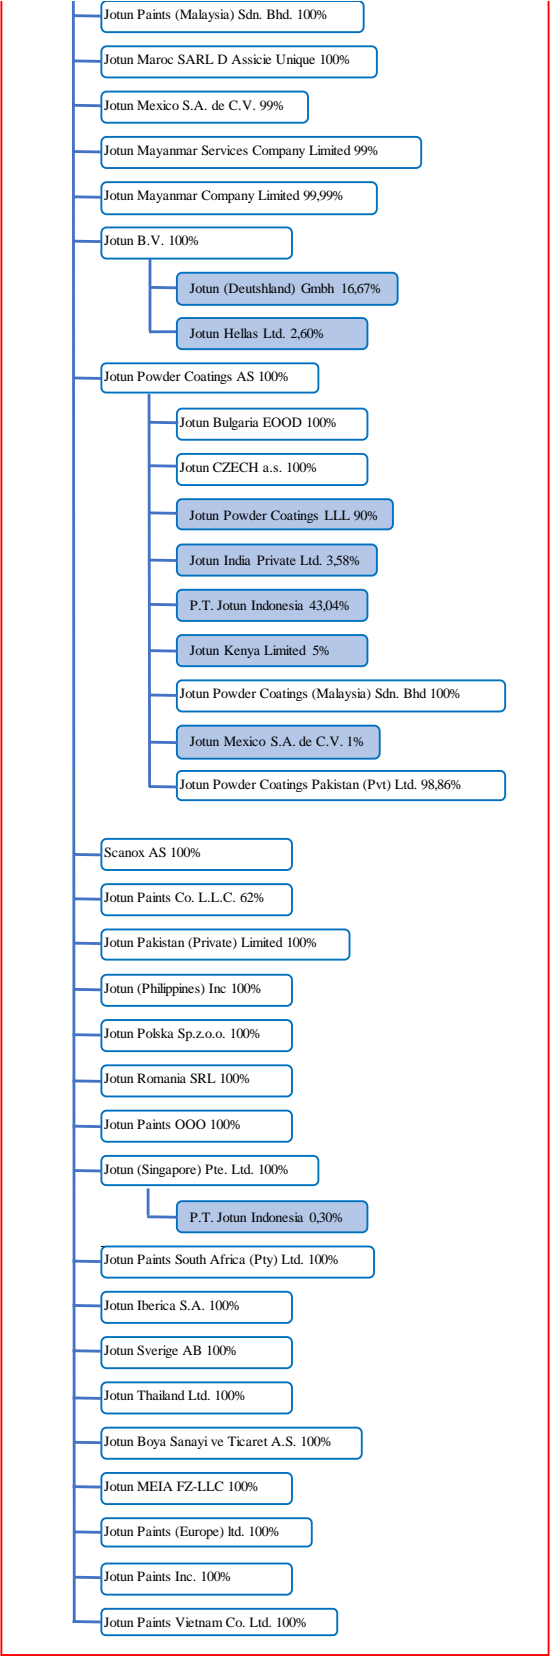 Jotun Paints (Malaysia) Sdn. Bhd. 100%
Jotun Maroc SARL D Assicie Unique 100%
Jotun Mexico S.A. de C.V. 99%
Jotun Mayanmar Services Company Limited 99%
Jotun Mayanmar Company Limited 99,99%
Jotun B.V. 100%
Jotun (Deutshland) Gmbh 16,67%
Jotun Hellas Ltd. 2,60%
Jotun Powder Coatings AS 100%
Jotun Bulgaria EOOD 100%
Jotun CZECH a.s. 100%
Jotun Powder Coatings LLL 90%
Jotun India Private Ltd. 3,58%
P.T. Jotun Indonesia 43,04%
Jotun Kenya Limited 5%
Jotun Powder Coatings (Malaysia) Sdn. Bhd 100%
Jotun Mexico S.A. de C.V. 1%
Jotun Powder Coatings Pakistan (Pvt) Ltd. 98,86%
Scanox AS 100%
Jotun Paints Co. L.L.C. 62%
Jotun Pakistan (Private) Limited 100%
Jotun (Philippines) Inc 100%
Jotun Polska Sp.z.o.o. 100%
Jotun Romania SRL 100%
Jotun Paints OOO 100%
Jotun (Singapore) Pte. Ltd. 100%
P.T. Jotun Indonesia 0,30%
Jotun Paints South Africa (Pty) Ltd. 100%
Jotun Iberica S.A. 100%
Jotun Sverige AB 100%
Jotun Thailand Ltd. 100%
Jotun Boya Sanayi ve Ticaret A.S. 100%
Jotun MEIA FZ-LLC 100%
Jotun Paints (Europe) ltd. 100%
Jotun Paints Inc. 100%
Jotun Paints Vietnam Co. Ltd. 100%